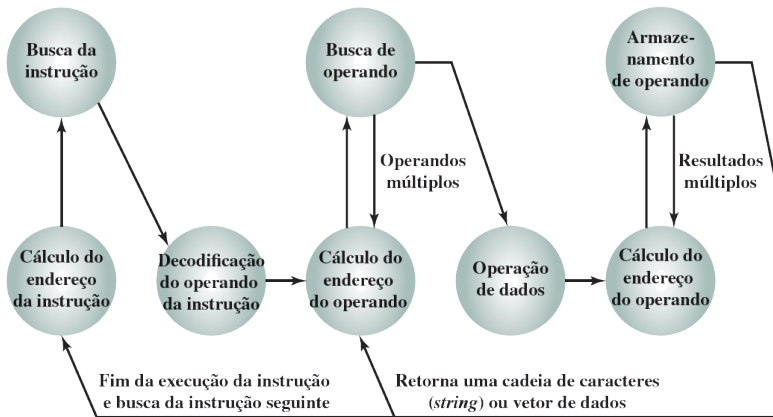 Busca da
instrução
Busca de
operando
Armaze-
namento
de operando
Operandos
múltiplos
Resultados
múltiplos
Cálculo do
endereço
da instrução
Decodificação
do operando
da instrução
Cálculo do
endereço
do operando
Operação
de dados
Cálculo do
endereço
do operando
Fim da execução da instrução
e busca da instrução seguinte
Retorna uma cadeia de caracteres
(string) ou vetor de dados